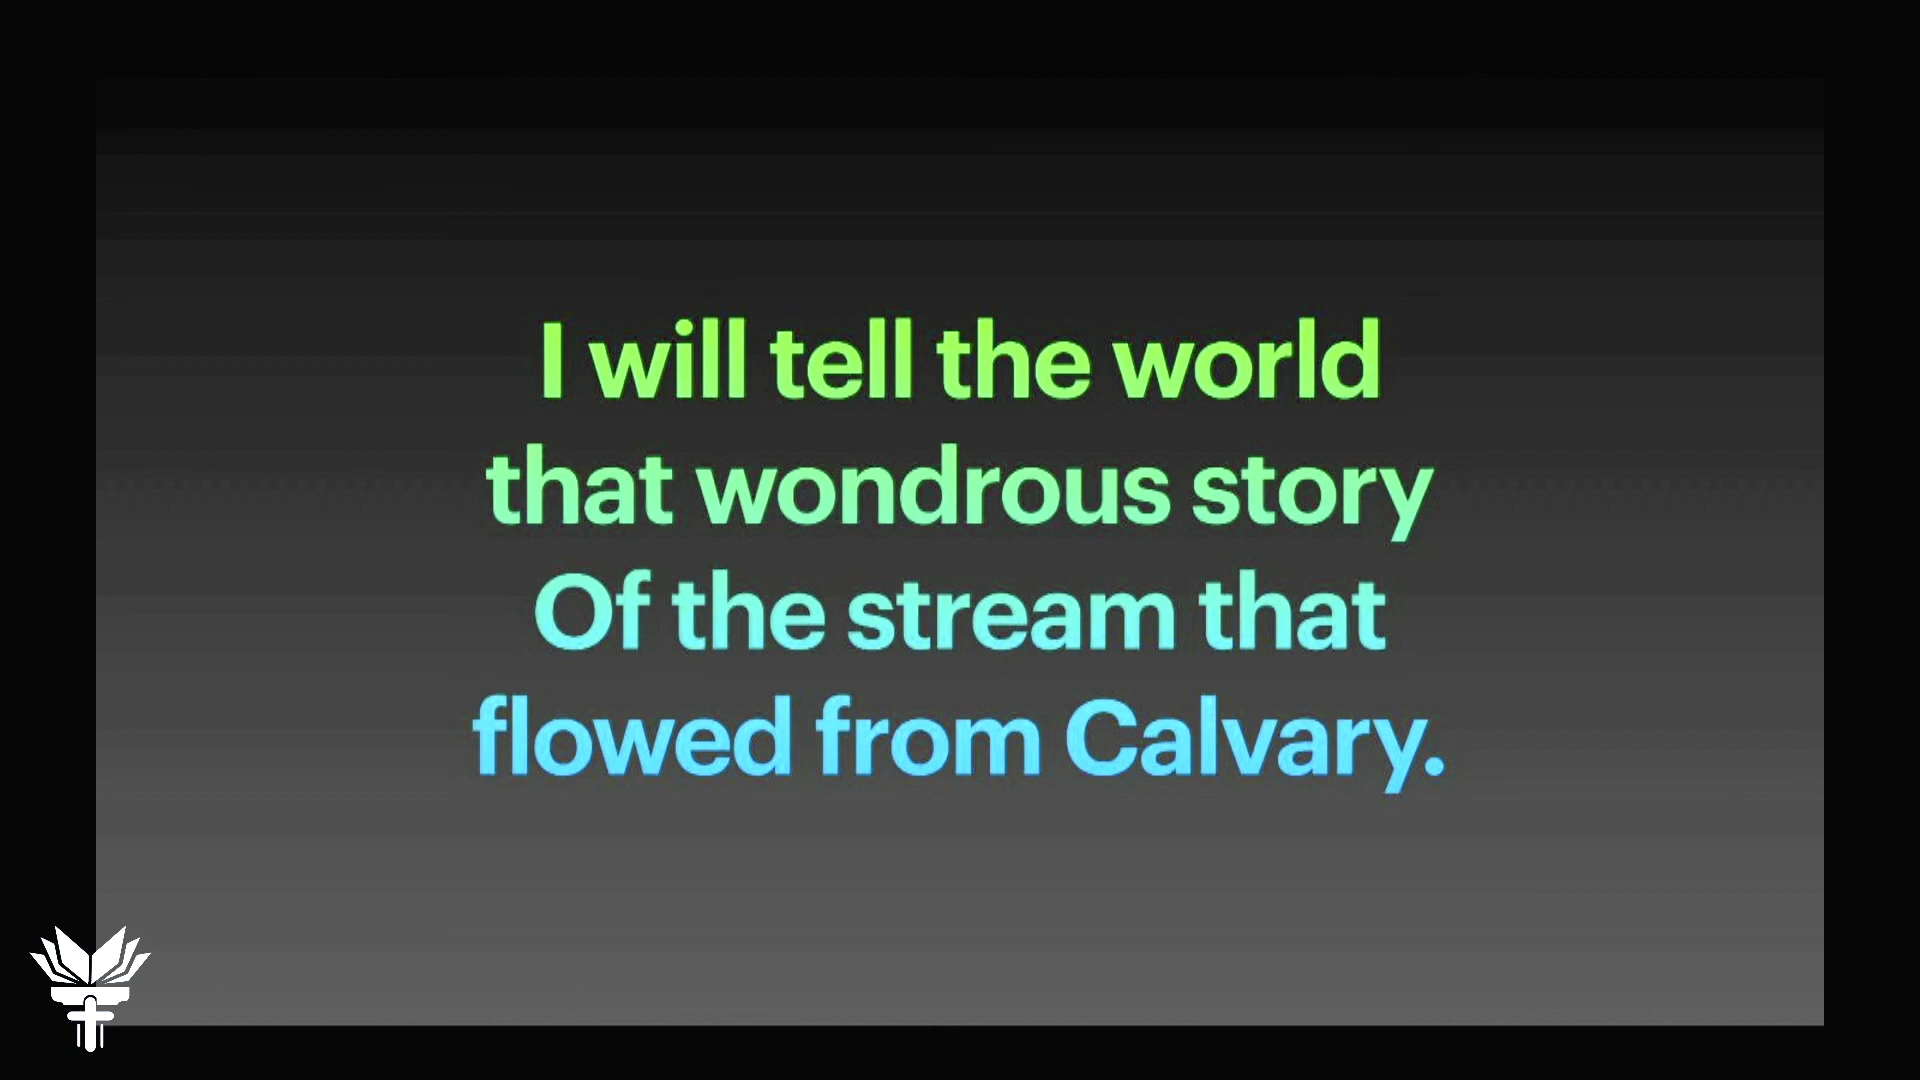 I will tell the world
that wondrous story
Of the stream that
flowed from Calvary.